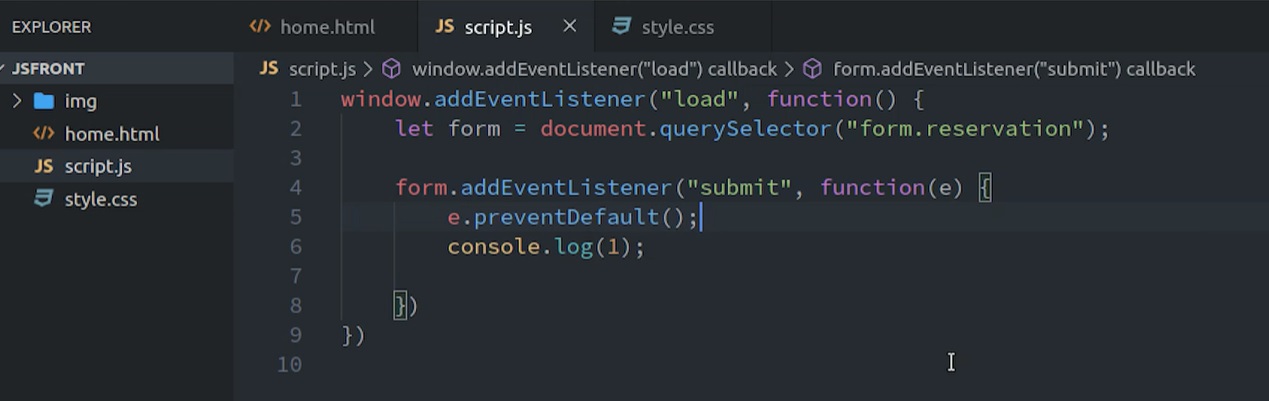 EXPLORER
home.html
JS script.js ×
style.css
JSFRONT
img
home.html
JS script.js
style.css
JS script.js > window.addEventListener("load") callback > form.addEventListener("submit") callback
1 window.addEventListener("load", function() {
2 let form = document.querySelector("form.reservation");
3
4 form.addEventListener("submit", function(e) {
5 e.preventDefault();
6 console.log(1);
7
8 })
9 })
10